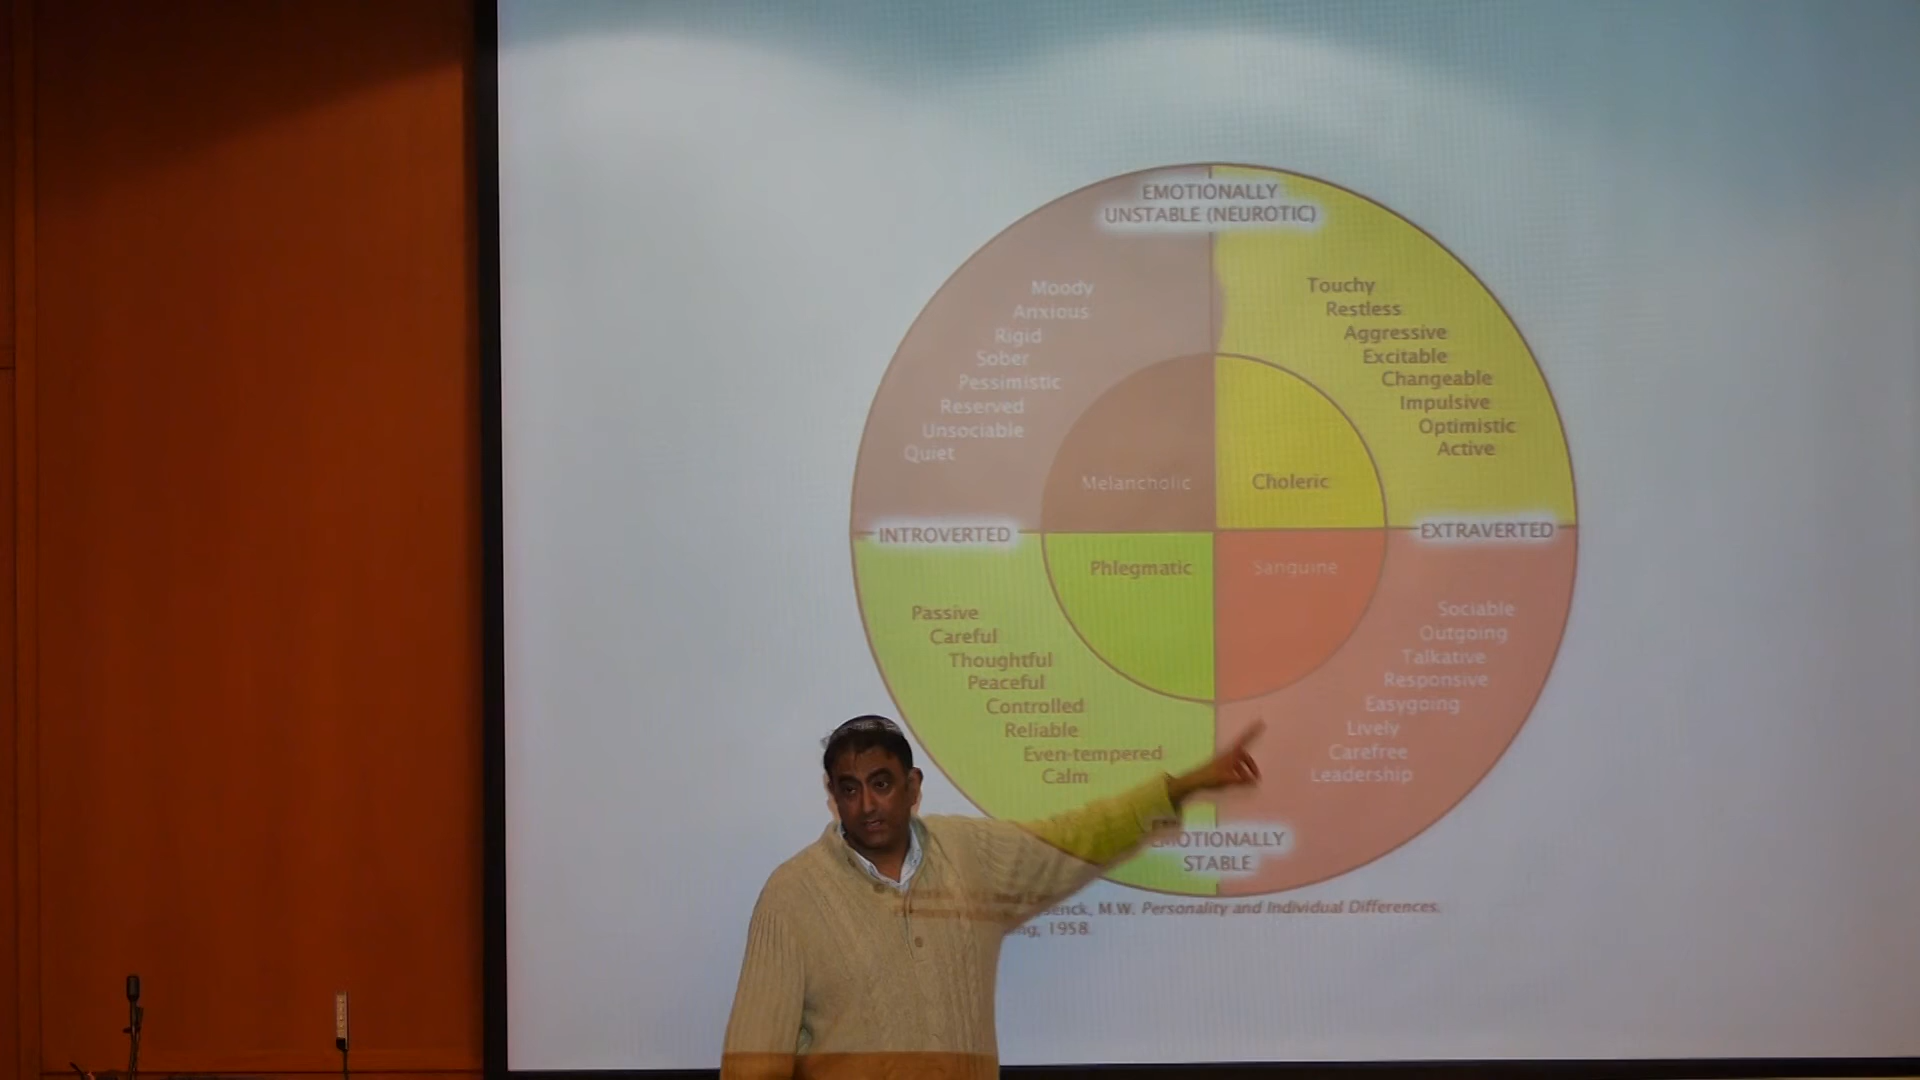 EMOTIONALLY
UNSTABLE (NEUROTIC)
Moody
Anxious
Rigid
Sober
Pessimistic
Reserved
Unsociable
Quiet
Touchy
Restless
Aggressive
Excitable
Changeable
Impulsive
Optimistic
Active
Melancholic
Choleric
INTROVERTED
EXTRAVERTED
Phlegmatic
Sanguine
Passive
Careful
Thoughtful
Peaceful
Controlled
Reliable
Even-tempered
Calm
Sociable
Outgoing
Talkative
Responsive
Easygoing
Lively
Carefree
Leadership
EMOTIONALLY
STABLE
M.W. Personality and Individual Differences.
1958.